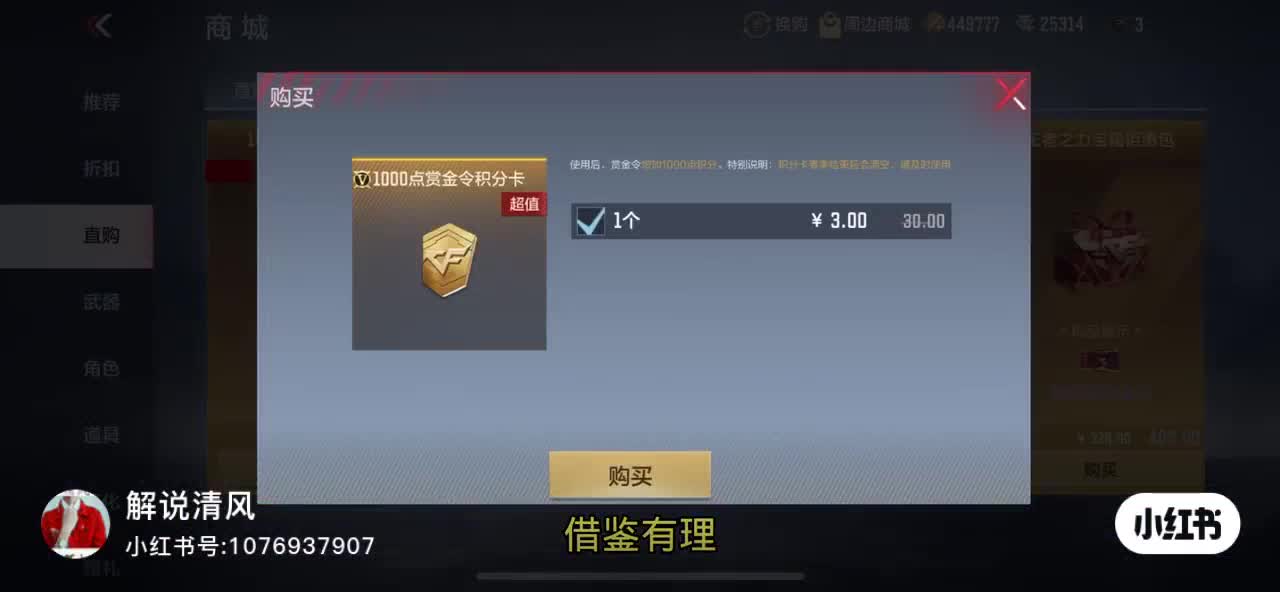 商城
换购
周边商城
449777
25314
3
推荐
折扣
直购
武器
角色
道具
购买
1000点赏金令积分卡
超值
使用后，赏金令增加1000点积分。特别说明：积分卡赛季结束后会清空，请及时使用
1个
¥ 3.00
30.00
购买
¥ 328.00
购买
解说清风
小红书号:1076937907
借鉴有理
小红书